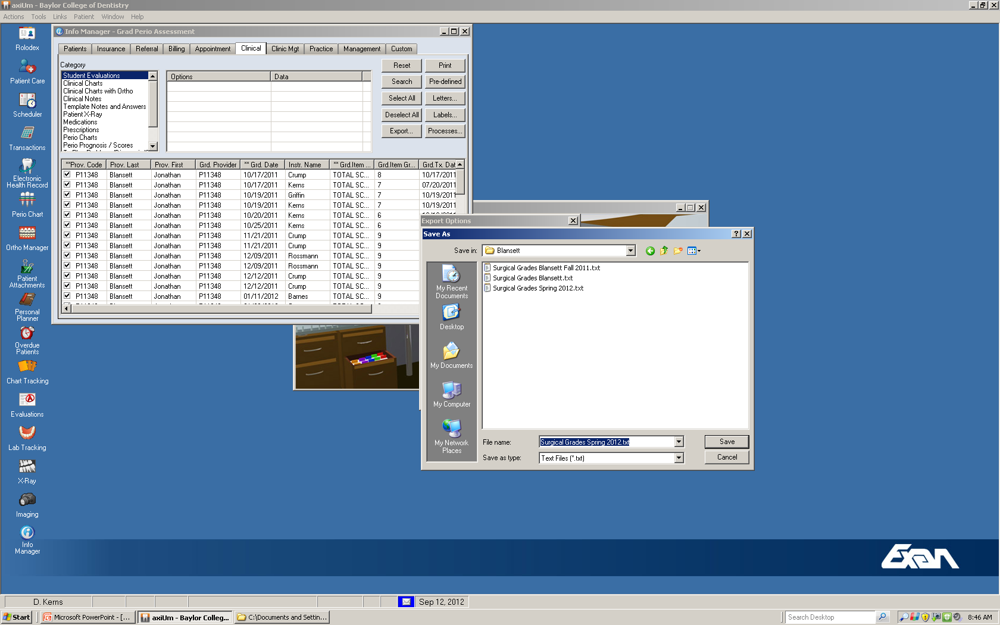 axiUm - Baylor College of Dentistry
Actions Tools Links Patient Window Help
Rolodex
Patient Care
Scheduler
Transactions
Electronic
Health Record
Perio Chart
Ortho Manager
Patient
Attachments
Personal
Planner
Overdue
Patients
Chart Tracking
Evaluations
Lab Tracking
X-Ray
Imaging
Info
Manager
Info Manager - Grad Perio Assessment
Patients Insurance Referral Billing Appointment Clinical Clinic Mgt Practice Management Custom
Category
Student Evaluations
Clinical Charts
Clinical Charts with Ortho
Clinical Notes
Template Notes and Answers
Patient X-Ray
Medications
Prescriptions
Perio Charts
Perio Prognosis / Scores
Options Data
Reset Print
Search Pre-defined
Select All Letters...
Deselect All Labels...
Export... Processes...
**Prov. Code Prov. Last Prov. First Grd. Provider ** Grd. Date Instr. Name ** Grd.Item ... Grd.Item Gr... Grd.Tx. Dat
P11348 Blansett Jonathan P11348 10/17/2011 Crump TOTAL SC... 8 10/17/2011
P11348 Blansett Jonathan P11348 10/17/2011 Kerns TOTAL SC... 7 07/20/2011
P11348 Blansett Jonathan P11348 10/19/2011 Griffin TOTAL SC... 7 10/19/2011
P11348 Blansett Jonathan P11348 10/19/2011 Kerns TOTAL SC... 7 10/19/2011
P11348 Blansett Jonathan P11348 10/20/2011 Kerns TOTAL SC... 6
P11348 Blansett Jonathan P11348 10/25/2011 Kerns TOTAL SC... 6
P11348 Blansett Jonathan P11348 11/21/2011 Crump TOTAL SC... 9
P11348 Blansett Jonathan P11348 11/21/2011 Crump TOTAL SC... 9
P11348 Blansett Jonathan P11348 12/09/2011 Rossmann TOTAL SC... 9
P11348 Blansett Jonathan P11348 12/09/2011 Rossmann TOTAL SC... 9
P11348 Blansett Jonathan P11348 12/12/2011 Crump TOTAL SC... 9
P11348 Blansett Jonathan P11348 12/12/2011 Crump TOTAL SC... 9
P11348 Blansett Jonathan P11348 01/11/2012 Barnes TOTAL SC... 9
Export Options
Save As
Save in: Blansett
My Recent
Documents
Desktop
My Documents
My Computer
My Network
Places
Surgical Grades Blansett Fall 2011.txt
Surgical Grades Blansett.txt
Surgical Grades Spring 2012.txt
File name: Surgical Grades Spring 2012.txt Save
Save as type: Text Files (*.txt) Cancel
Exan
D. Kerns Sep 12, 2012
Start Microsoft PowerPoint - [... axiUm - Baylor Colleg... C:\Documents and Settin... Search Desktop 8:46 AM